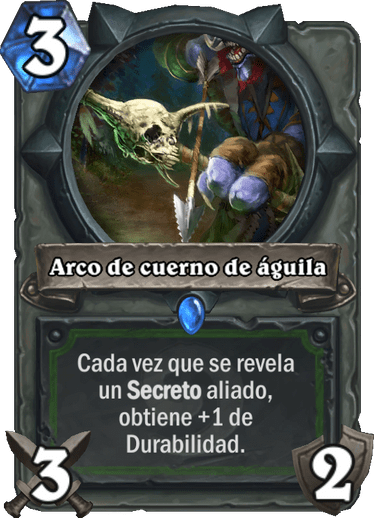 3
Arco de cuerno de águila
Cada vez que se revela
un Secreto aliado,
obtiene +1 de
Durabilidad.
3
2